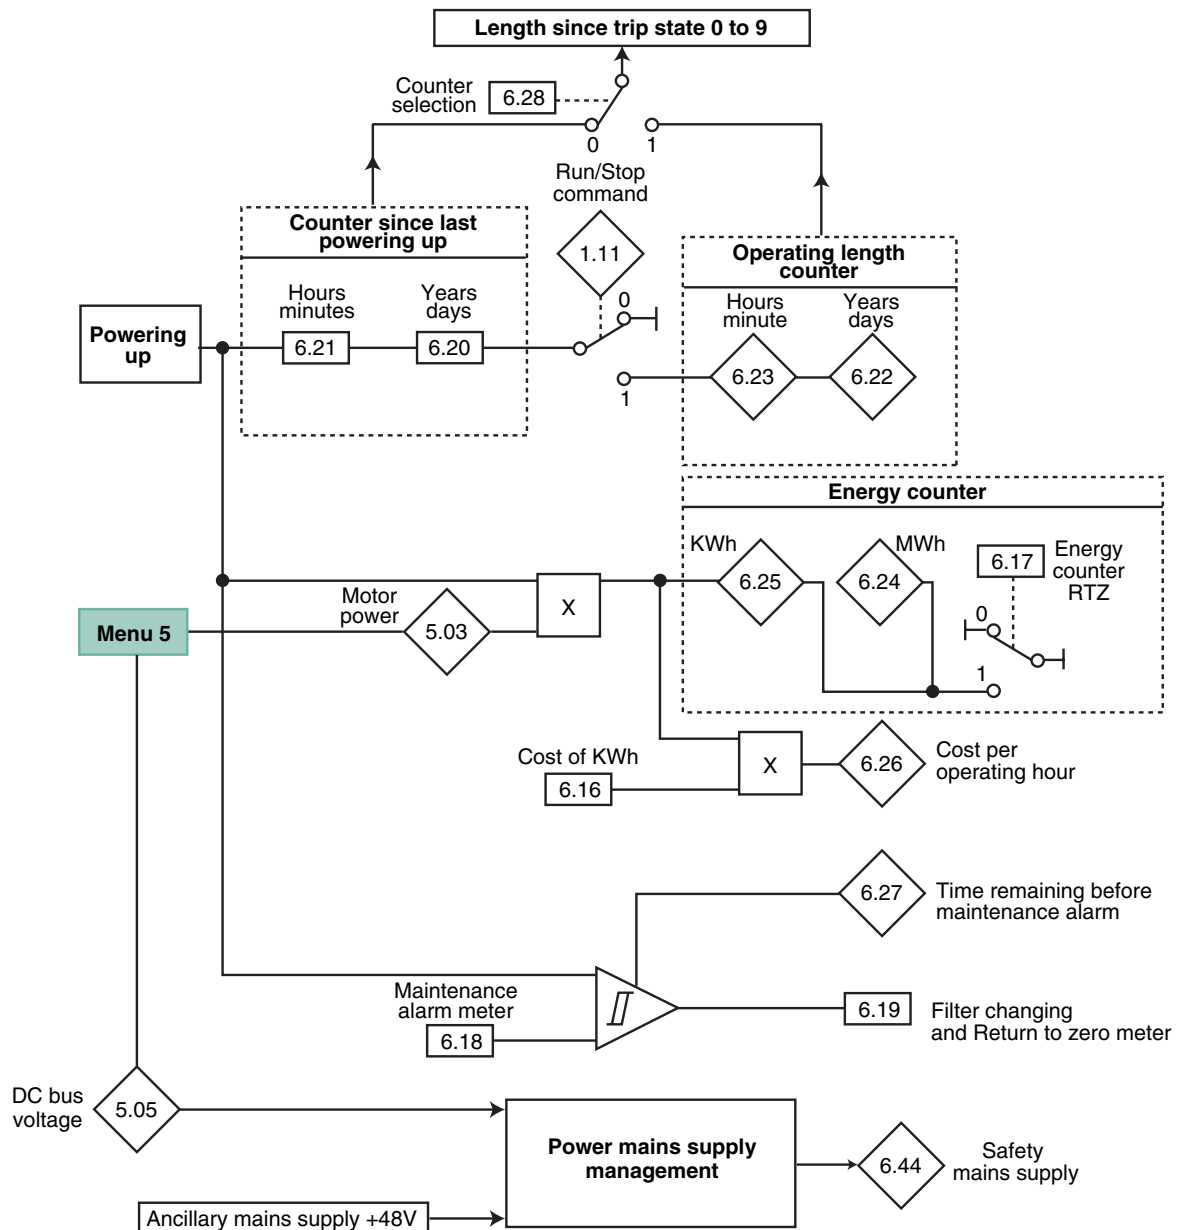 Length since trip state 0 to 9
Counter
selection
6.28
0
1
Run/Stop
command
1.11
Counter since last
powering up
Hours
minutes
Years
days
6.21
6.20
Powering
up
0
1
Operating length
counter
Hours
minute
Years
days
6.23
6.22
Energy counter
KWh
6.25
MWh
6.24
6.17
Energy
counter
RTZ
0
1
Menu 5
Motor
power
5.03
X
Cost of KWh
6.16
X
6.26
Cost per
operating hour
6.27
Time remaining before
maintenance alarm
Maintenance
alarm meter
6.18
6.19
Filter changing
and Return to zero meter
DC bus
voltage
5.05
Power mains supply
management
6.44
Safety
mains supply
Ancillary mains supply +48V